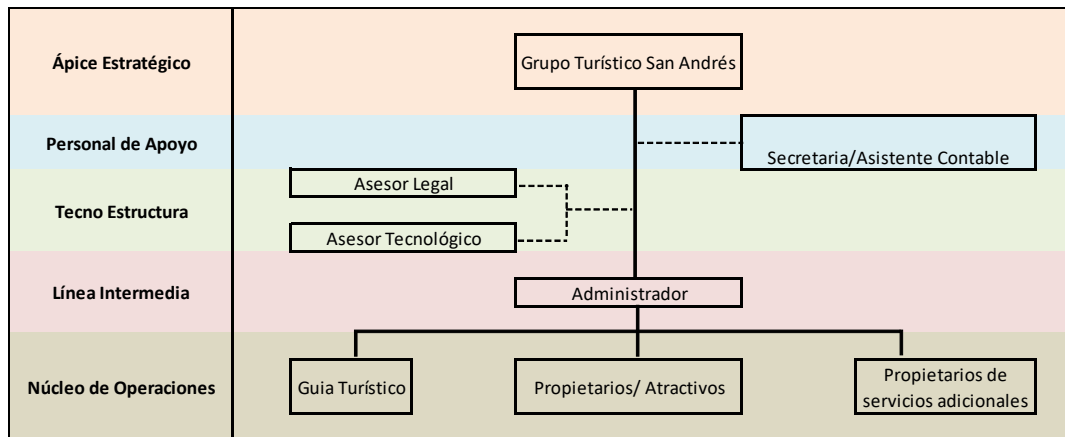 Ápice Estratégico
Grupo Turístico San Andrés
Personal de Apoyo
Secretaria/Asistente Contable
Asesor Legal
Tecno Estructura
Asesor Tecnológico
Línea Intermedia
Administrador
Núcleo de Operaciones
Guia Turístico
Propietarios/ Atractivos
Propietarios de
servicios adicionales